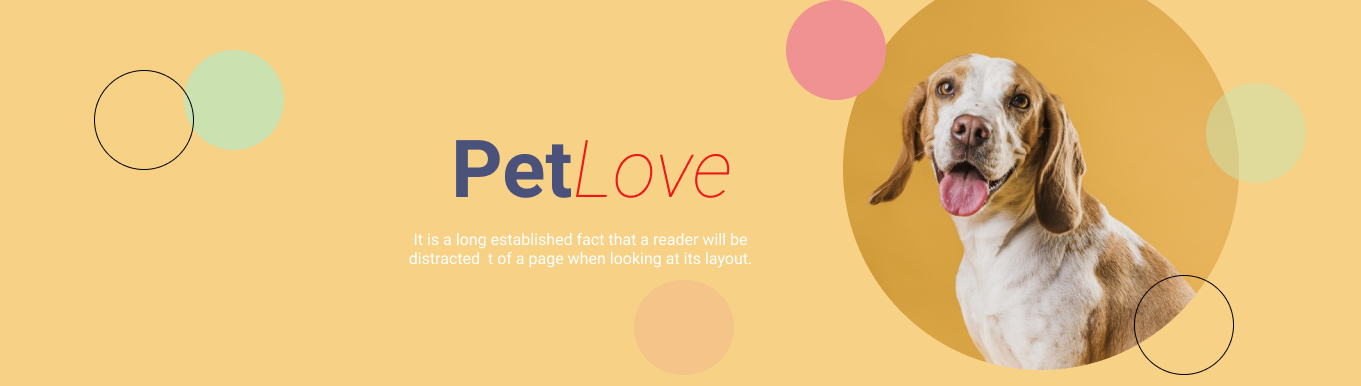 PetLove
It is a long established fact that a reader will be
distracted  t of a page when looking at its layout.